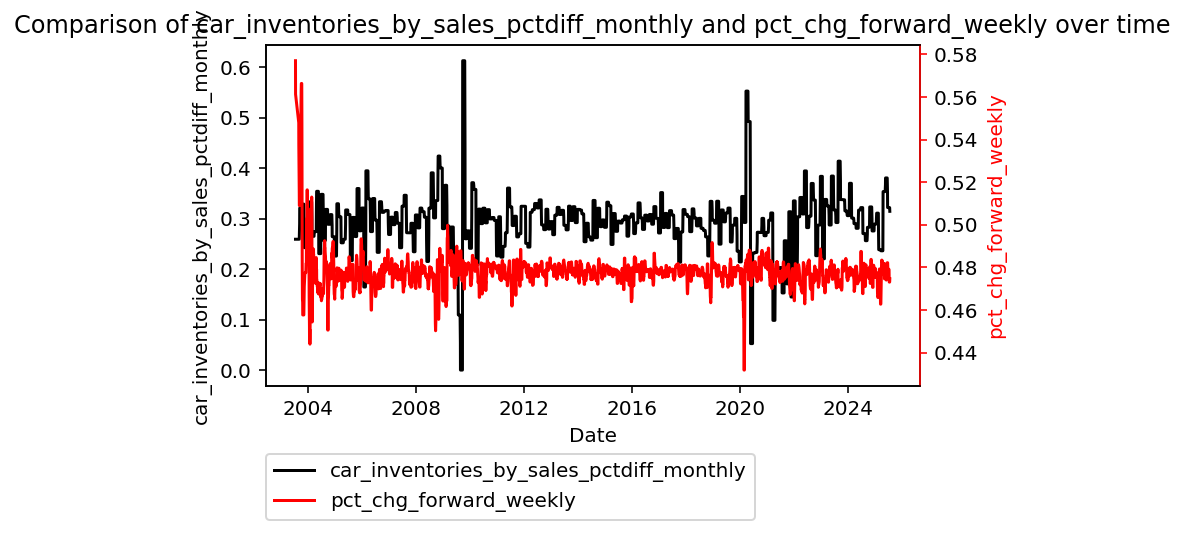 Comparison of car_inventories_by_sales_pctdiff_monthly and pct_chg_forward_weekly over time
car_inventories_by_sales_pctdiff_monthly
0.6
0.5
0.4
0.3
0.2
0.1
0.0
0.58
0.56
0.54
0.52
0.50
0.48
0.46
0.44
pct_chg_forward_weekly
2004 2008 2012 2016 2020 2024
Date
car_inventories_by_sales_pctdiff_monthly
pct_chg_forward_weekly